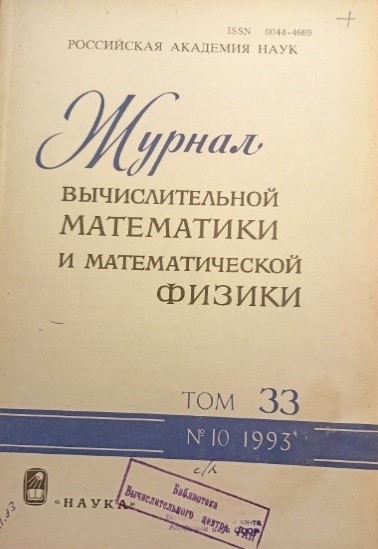 ISSN 0044-4669
РОССИЙСКАЯ АКАДЕМИЯ НАУК
Журнал
ВЫЧИСЛИТЕЛЬНОЙ
МАТЕМАТИКИ
И МАТЕМАТИЧЕСКОЙ
ФИЗИКИ
ТОМ 33
№ 10 1993
«НАУКА»
Библиотека
Вычислительного центра